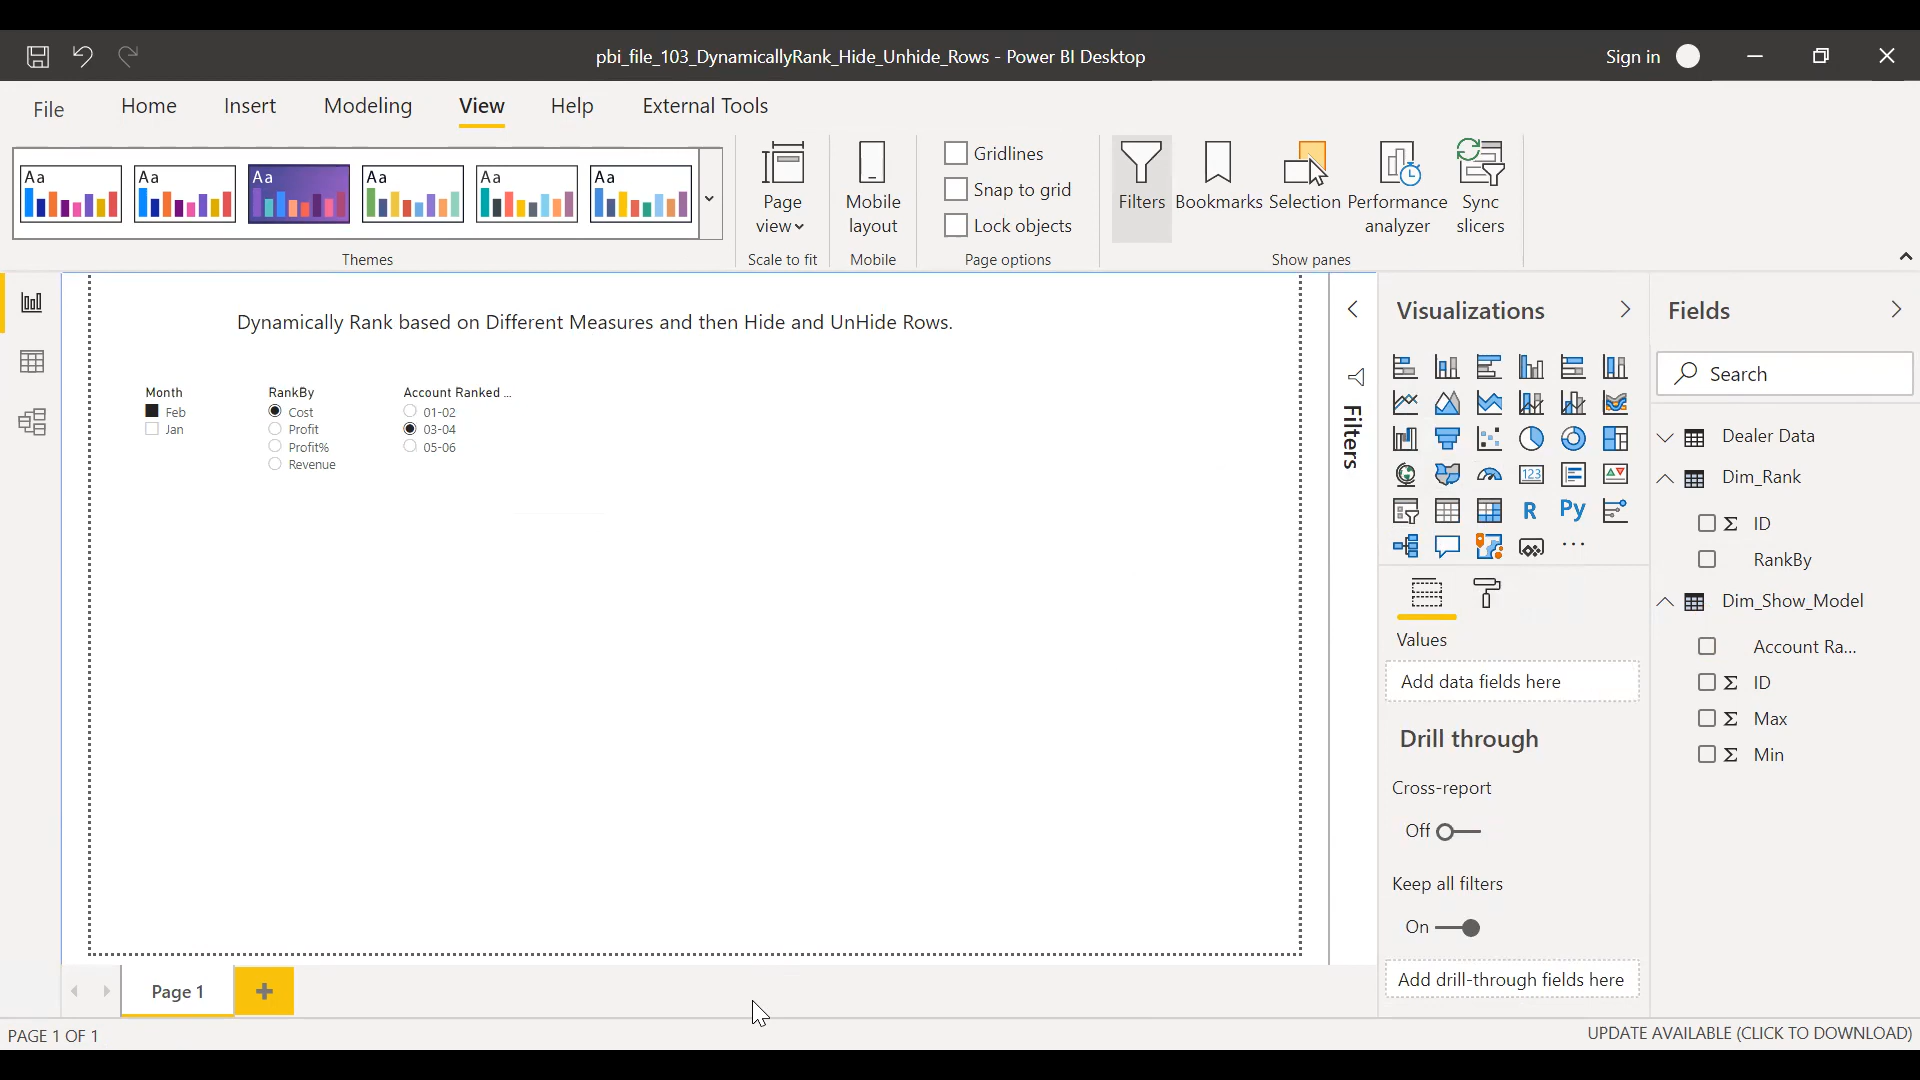 pbi_file_103_DynamicallyRank_Hide_Unhide_Rows - Power BI Desktop
Sign in
File Home Insert Modeling View Help External Tools
Aa Aa Aa Aa Aa Aa
Themes
Page view
Scale to fit
Mobile layout
Mobile
Gridlines
Snap to grid
Lock objects
Page options
Filters
Bookmarks
Selection
Performance analyzer
Sync slicers
Show panes
Dynamically Rank based on Different Measures and then Hide and UnHide Rows.
Month
Feb
Jan
RankBy
Cost
Profit
Profit%
Revenue
Account Ranked ...
01-02
03-04
05-06
Filters
Visualizations
123
R
Py
...
Values
Add data fields here
Drill through
Cross-report
Off
Keep all filters
On
Add drill-through fields here
Fields
Search
Dealer Data
Dim_Rank
Σ ID
RankBy
Dim_Show_Model
Account Ra...
Σ ID
Σ Max
Σ Min
Page 1
PAGE 1 OF 1
UPDATE AVAILABLE (CLICK TO DOWNLOAD)